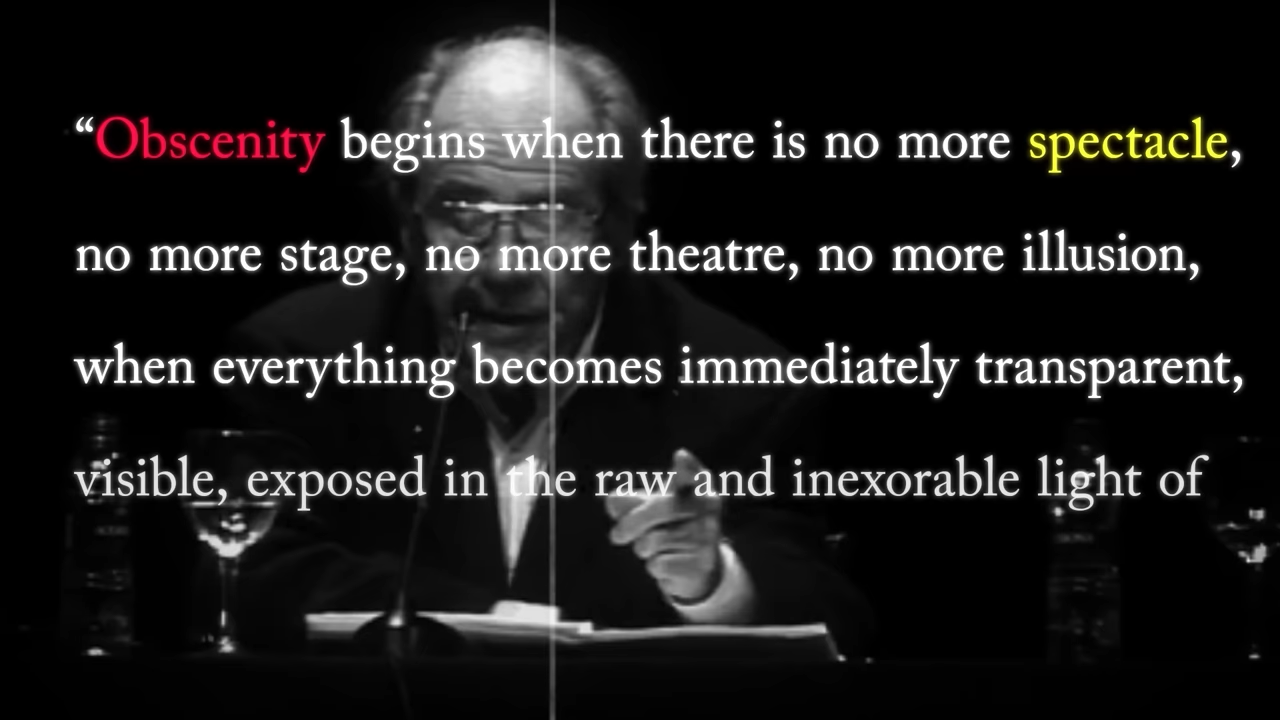 “Obscenity begins when there is no more spectacle,
no more stage, no more theatre, no more illusion,
when everything becomes immediately transparent,
visible, exposed in the raw and inexorable light of